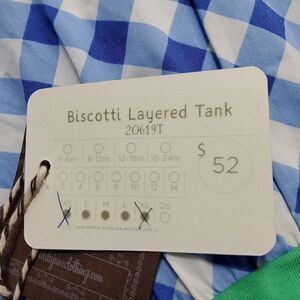 Biscotti Layered Tank
20619T
3-6m 6-12m 12-18m 18-24m
$ 52
2 4 6 8 10 12 14
XS S M L XL OS